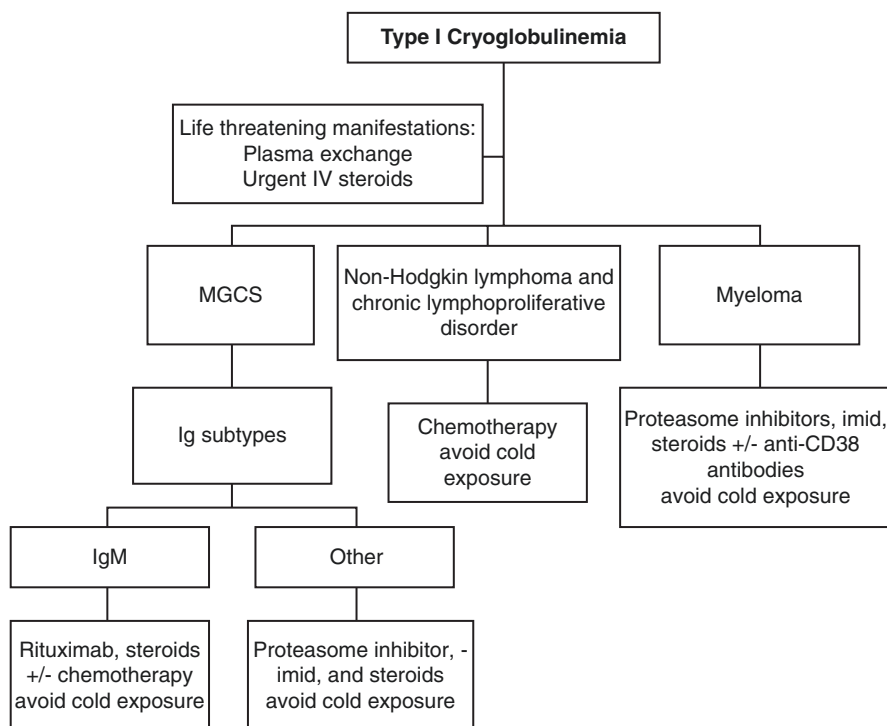 Type I Cryoglobulinemia
Life threatening manifestations:
Plasma exchange
Urgent IV steroids
MGCS
Non-Hodgkin lymphoma and
chronic lymphoproliferative
disorder
Myeloma
Ig subtypes
Chemotherapy
avoid cold
exposure
Proteasome inhibitors, imid,
steroids +/- anti-CD38
antibodies
avoid cold exposure
IgM
Other
Rituximab, steroids
+/- chemotherapy
avoid cold exposure
Proteasome inhibitor, -
imid, and steroids
avoid cold exposure